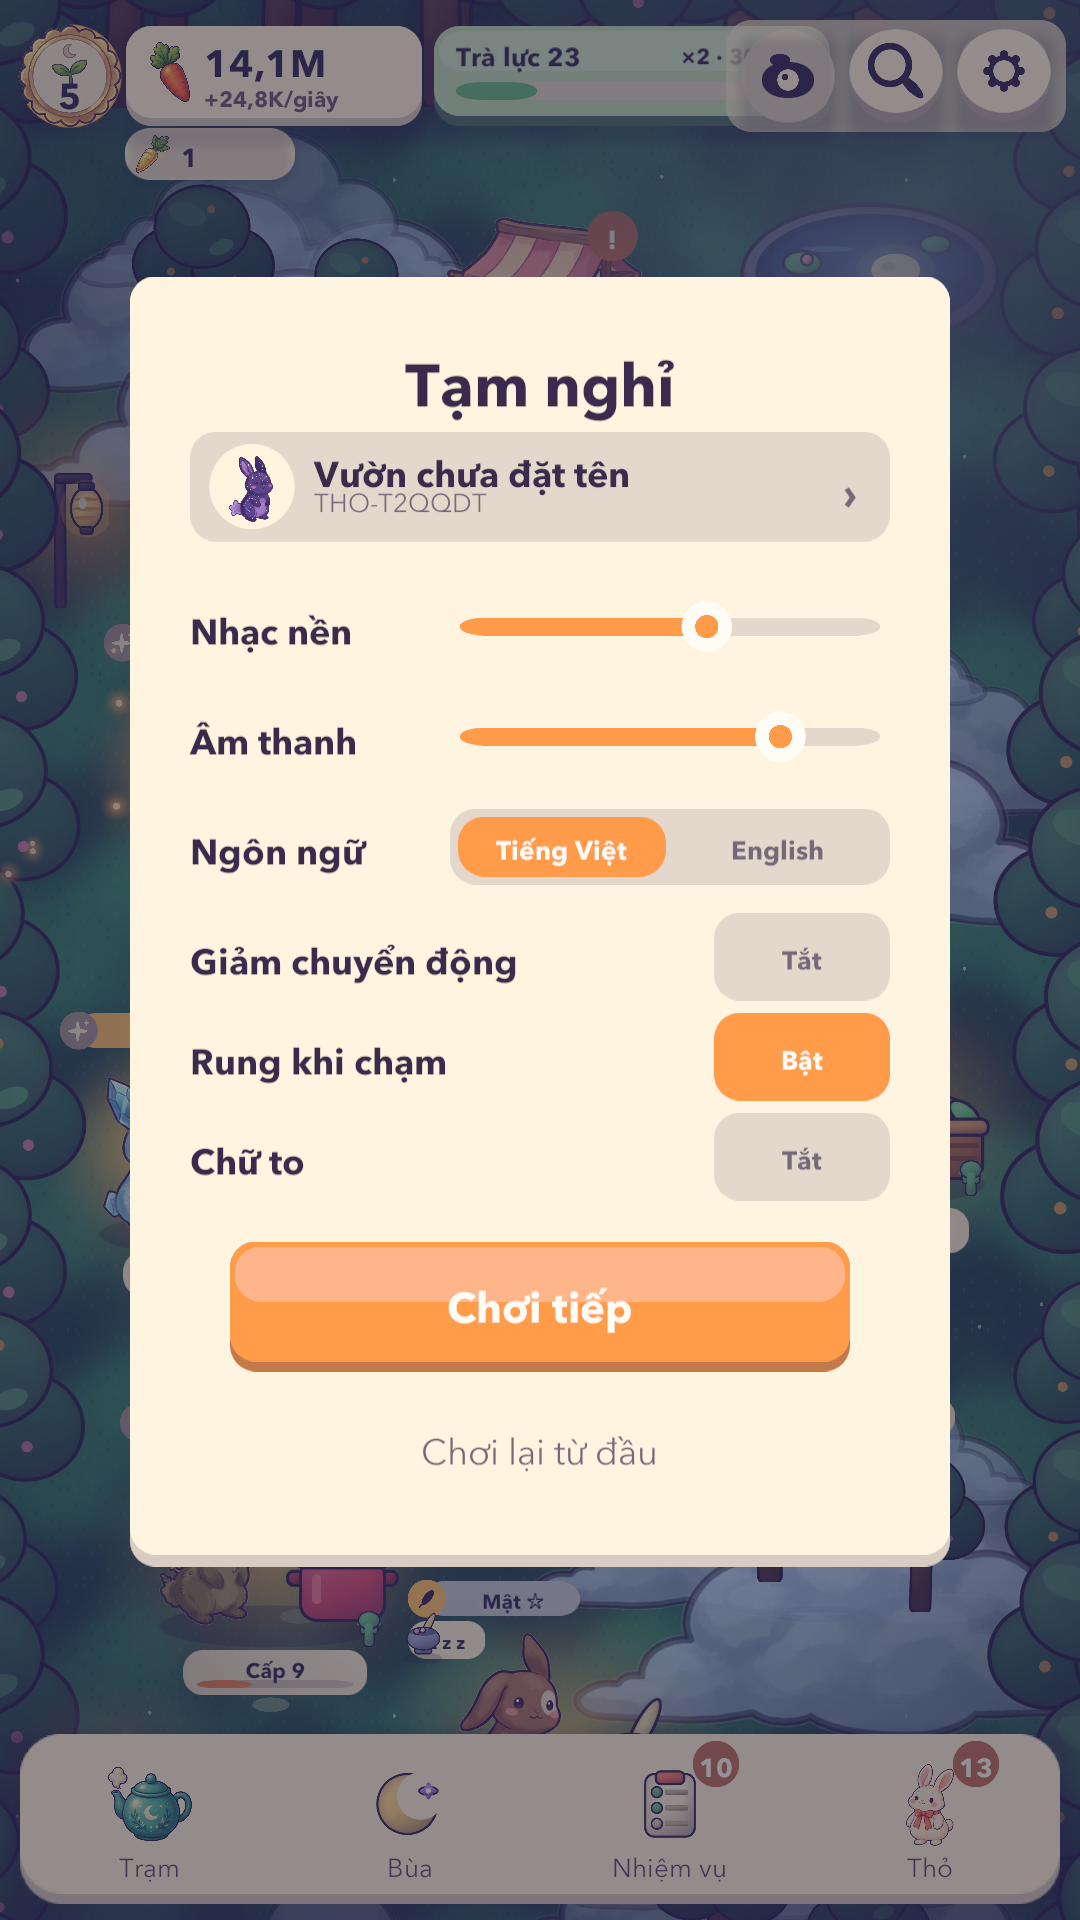 5
14,1M
+24,8K/giây
Trà lực 23
×2 · 3
1
!
Tạm nghỉ
Vườn chưa đặt tên
THO-T2QQDT
›
Nhạc nền
Âm thanh
Ngôn ngữ
Tiếng Việt
English
Giảm chuyển động
Tắt
Rung khi chạm
Bật
Chữ to
Tắt
Chơi tiếp
Chơi lại từ đầu
Mật ☆
z z
Cấp 9
10
13
Trạm
Bùa
Nhiệm vụ
Thỏ